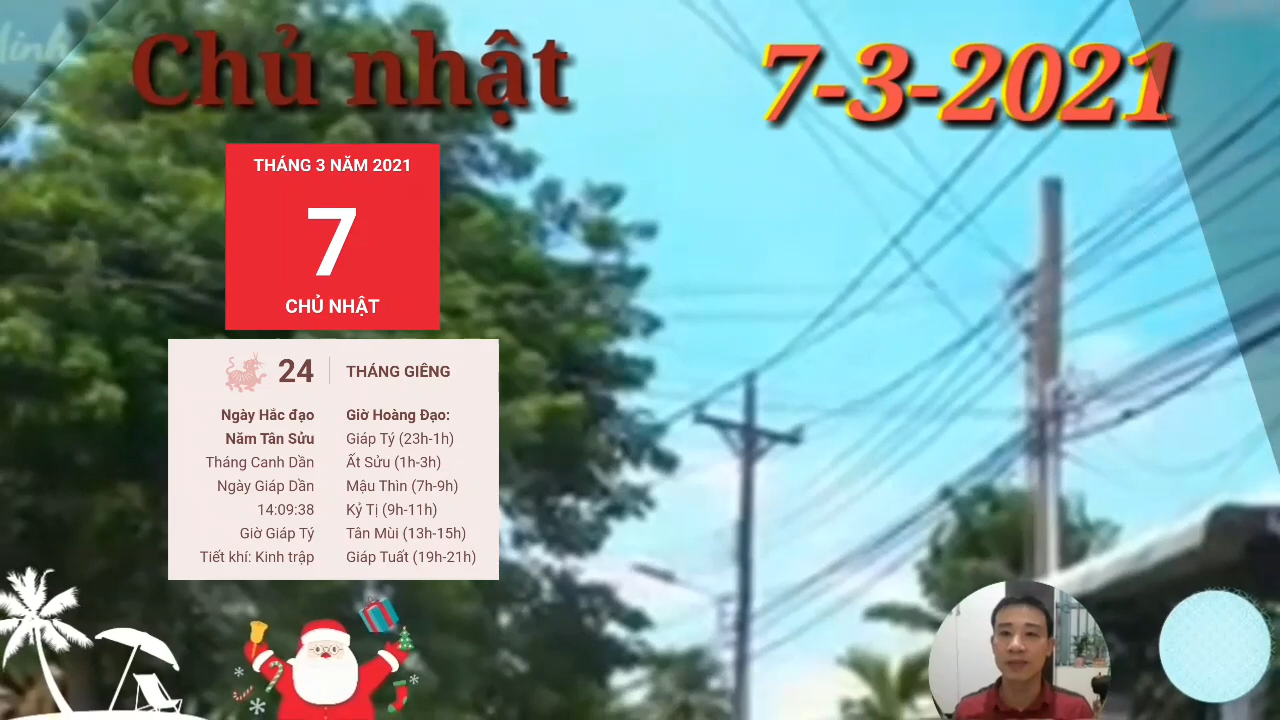 Chủ nhật
7-3-2021
THÁNG 3 NĂM 2021
7
CHỦ NHẬT
24
THÁNG GIÊNG
Ngày Hắc đạo
Giờ Hoàng Đạo:
Năm Tân Sửu
Giáp Tý (23h-1h)
Tháng Canh Dần
Ất Sửu (1h-3h)
Ngày Giáp Dần
Mậu Thìn (7h-9h)
14:09:38
Kỷ Tị (9h-11h)
Giờ Giáp Tý
Tân Mùi (13h-15h)
Tiết khí: Kinh trập
Giáp Tuất (19h-21h)